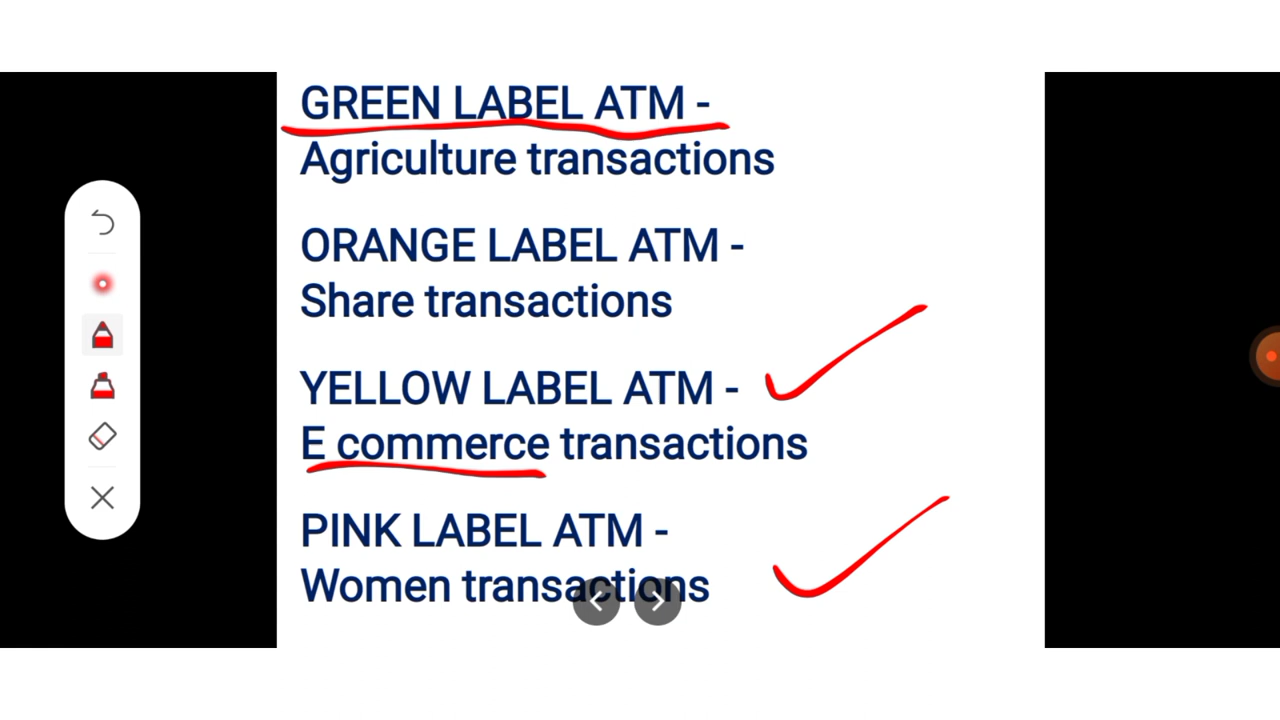 GREEN LABEL ATM -
Agriculture transactions
ORANGE LABEL ATM -
Share transactions
YELLOW LABEL ATM -
E commerce transactions
PINK LABEL ATM -
Women transactions